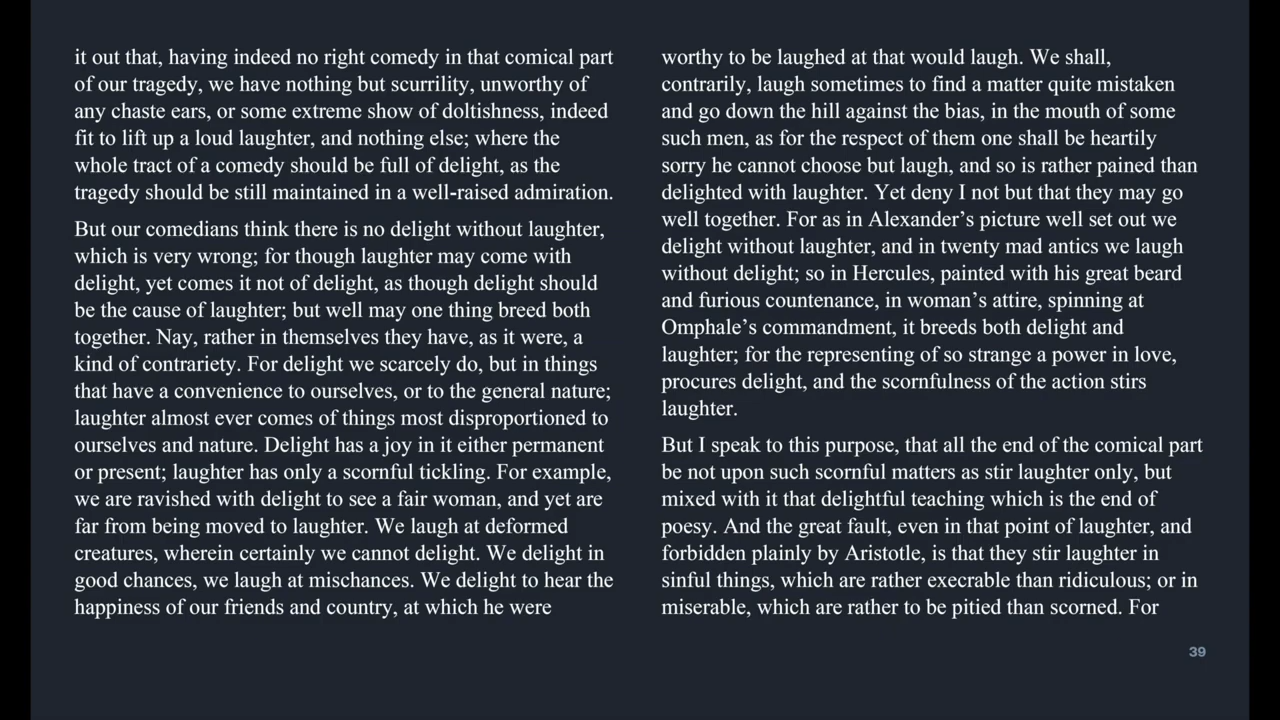 it out that, having indeed no right comedy in that comical part
of our tragedy, we have nothing but scurrility, unworthy of
any chaste ears, or some extreme show of doltishness, indeed
fit to lift up a loud laughter, and nothing else; where the
whole tract of a comedy should be full of delight, as the
tragedy should be still maintained in a well-raised admiration.
But our comedians think there is no delight without laughter,
which is very wrong; for though laughter may come with
delight, yet comes it not of delight, as though delight should
be the cause of laughter; but well may one thing breed both
together. Nay, rather in themselves they have, as it were, a
kind of contrariety. For delight we scarcely do, but in things
that have a convenience to ourselves, or to the general nature;
laughter almost ever comes of things most disproportioned to
ourselves and nature. Delight has a joy in it either permanent
or present; laughter has only a scornful tickling. For example,
we are ravished with delight to see a fair woman, and yet are
far from being moved to laughter. We laugh at deformed
creatures, wherein certainly we cannot delight. We delight in
good chances, we laugh at mischances. We delight to hear the
happiness of our friends and country, at which he were
worthy to be laughed at that would laugh. We shall,
contrarily, laugh sometimes to find a matter quite mistaken
and go down the hill against the bias, in the mouth of some
such men, as for the respect of them one shall be heartily
sorry he cannot choose but laugh, and so is rather pained than
delighted with laughter. Yet deny I not but that they may go
well together. For as in Alexander’s picture well set out we
delight without laughter, and in twenty mad antics we laugh
without delight; so in Hercules, painted with his great beard
and furious countenance, in woman’s attire, spinning at
Omphale’s commandment, it breeds both delight and
laughter; for the representing of so strange a power in love,
procures delight, and the scornfulness of the action stirs
laughter.
But I speak to this purpose, that all the end of the comical part
be not upon such scornful matters as stir laughter only, but
mixed with it that delightful teaching which is the end of
poesy. And the great fault, even in that point of laughter, and
forbidden plainly by Aristotle, is that they stir laughter in
sinful things, which are rather execrable than ridiculous; or in
miserable, which are rather to be pitied than scorned. For
39